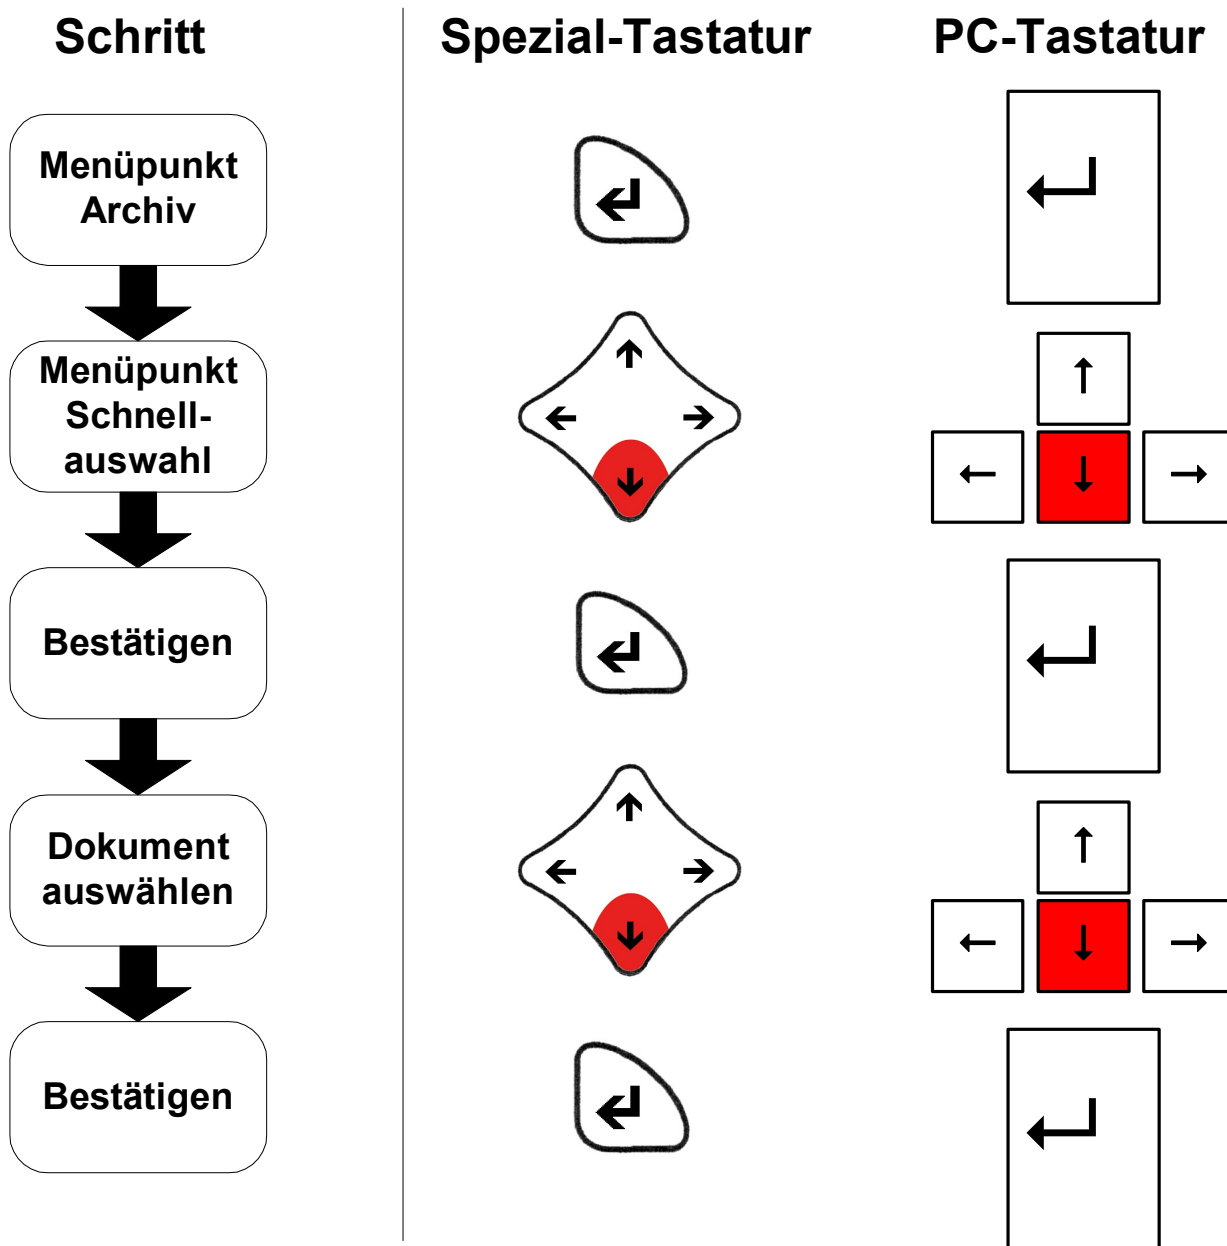 Schritt
Spezial-Tastatur
PC-Tastatur
Menüpunkt
Archiv
Menüpunkt
Schnell-
auswahl
Bestätigen
Dokument
auswählen
Bestätigen